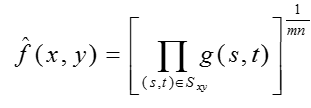 f̂(x, y) = [ ∏_{(s,t)∈S_{xy}} g(s, t) ]^{1/mn}